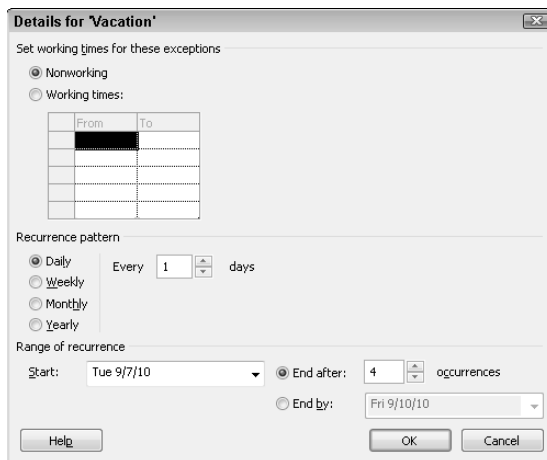 Details for 'Vacation'
Set working times for these exceptions
Nonworking
Working times:
From To
Recurrence pattern
Daily
Every 1 days
Weekly
Monthly
Yearly
Range of recurrence
Start: Tue 9/7/10 End after: 4 occurrences
End by: Fri 9/10/10
Help OK Cancel